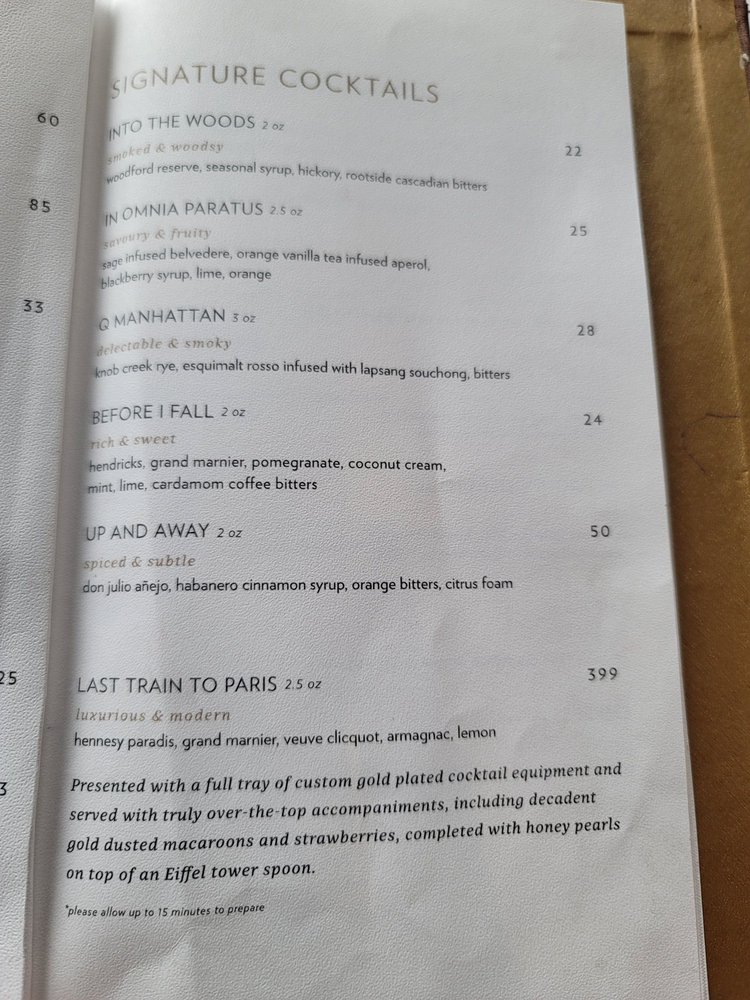 60
85
33
25
3
SIGNATURE COCKTAILS
INTO THE WOODS 2 oz 22
smoked & woodsy
woodford reserve, seasonal syrup, hickory, rootside cascadian bitters
IN OMNIA PARATUS 2.5 oz 25
savoury & fruity
sage infused belvedere, orange vanilla tea infused aperol,
blackberry syrup, lime, orange
Q MANHATTAN 3 oz 28
delectable & smoky
knob creek rye, esquimalt rosso infused with lapsang souchong, bitters
BEFORE I FALL 2 oz 24
rich & sweet
hendricks, grand marnier, pomegranate, coconut cream,
mint, lime, cardamom coffee bitters
UP AND AWAY 2 oz 50
spiced & subtle
don julio añejo, habanero cinnamon syrup, orange bitters, citrus foam
LAST TRAIN TO PARIS 2.5 oz 399
luxurious & modern
hennesy paradis, grand marnier, veuve clicquot, armagnac, lemon
Presented with a full tray of custom gold plated cocktail equipment and
served with truly over-the-top accompaniments, including decadent
gold dusted macaroons and strawberries, completed with honey pearls
on top of an Eiffel tower spoon.
*please allow up to 15 minutes to prepare